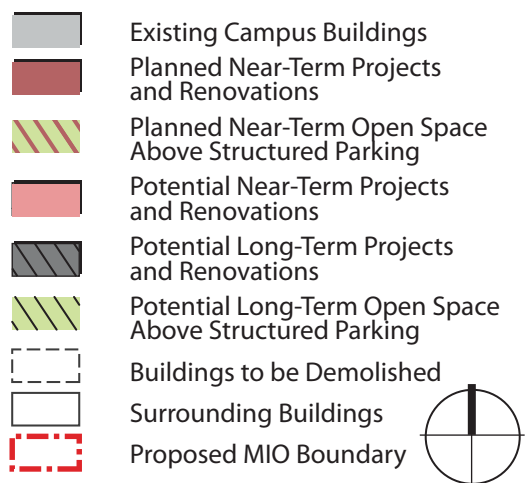 Existing Campus Buildings
Planned Near-Term Projects
and Renovations
Planned Near-Term Open Space
Above Structured Parking
Potential Near-Term Projects
and Renovations
Potential Long-Term Projects
and Renovations
Potential Long-Term Open Space
Above Structured Parking
Buildings to be Demolished
Surrounding Buildings
Proposed MIO Boundary